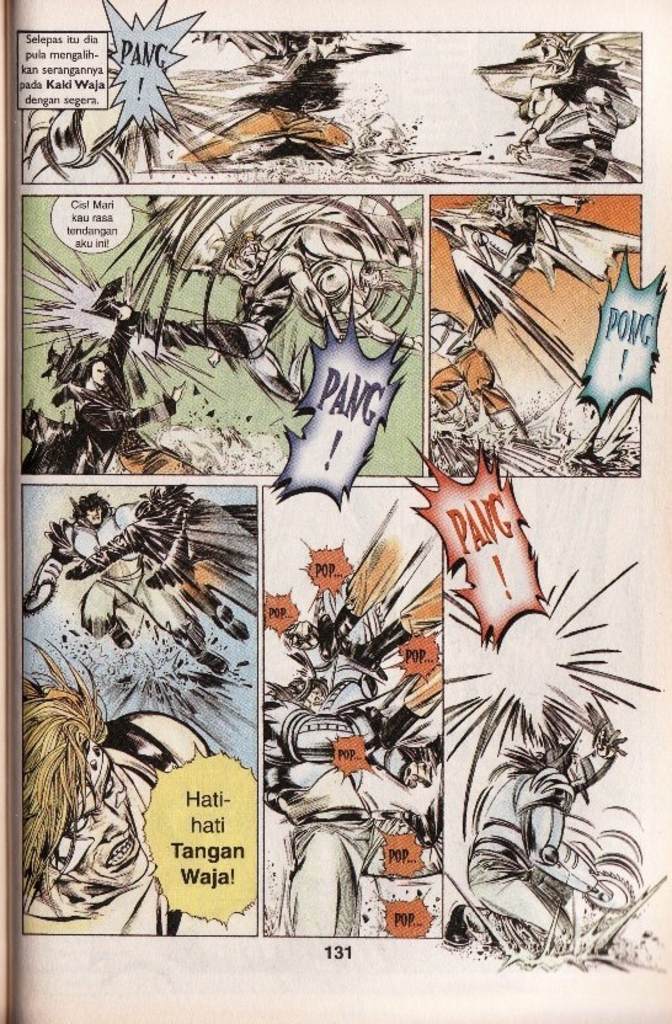 Selepas itu dia
pula mengalih-
kan serangannya
pada Kaki Waja
dengan segera.
PANG
!
Cis! Mari
kau rasa
tendangan
aku ini!
PANG
!
PONG
!
Hati-
hati
Tangan
Waja!
POP...
POP...
POP...
POP...
POP...
POP...
PANG
!
131